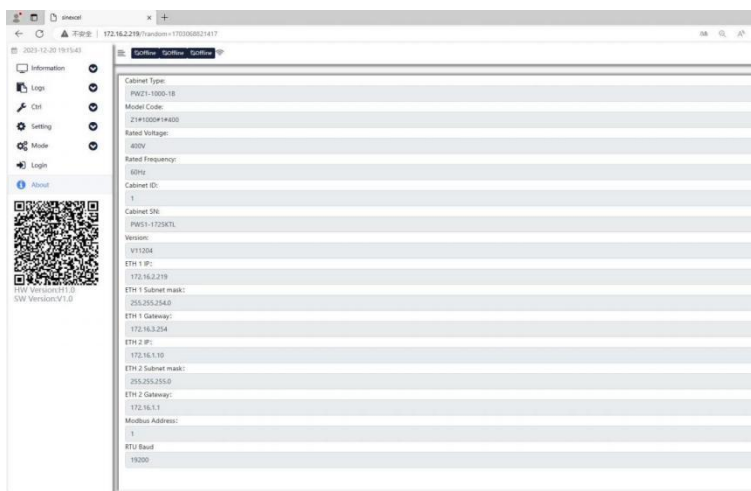 sinexcel
不安全 172.16.2.219/?random=1703068021417
2023-12-20 19:15:43
Offline Offline Offline
Information
Logs
Ctrl
Setting
Mode
Login
About
HW Version:H1.0
SW Version:V1.0
Cabinet Type:
PWZ1-1000-18
Model Code:
Z1#1000#1#400
Rated Voltage:
400V
Rated Frequency:
60Hz
Cabinet ID:
1
Cabinet SN:
PWS1-1725KTL
Version:
V11204
ETH 1 IP:
172.16.2.219
ETH 1 Subnet mask:
255.255.254.0
ETH 1 Gateway:
172.16.3.254
ETH 2 IP:
172.16.1.10
ETH 2 Subnet mask:
255.255.255.0
ETH 2 Gateway:
172.16.1.1
Modbus Address:
1
RTU Baud
19200